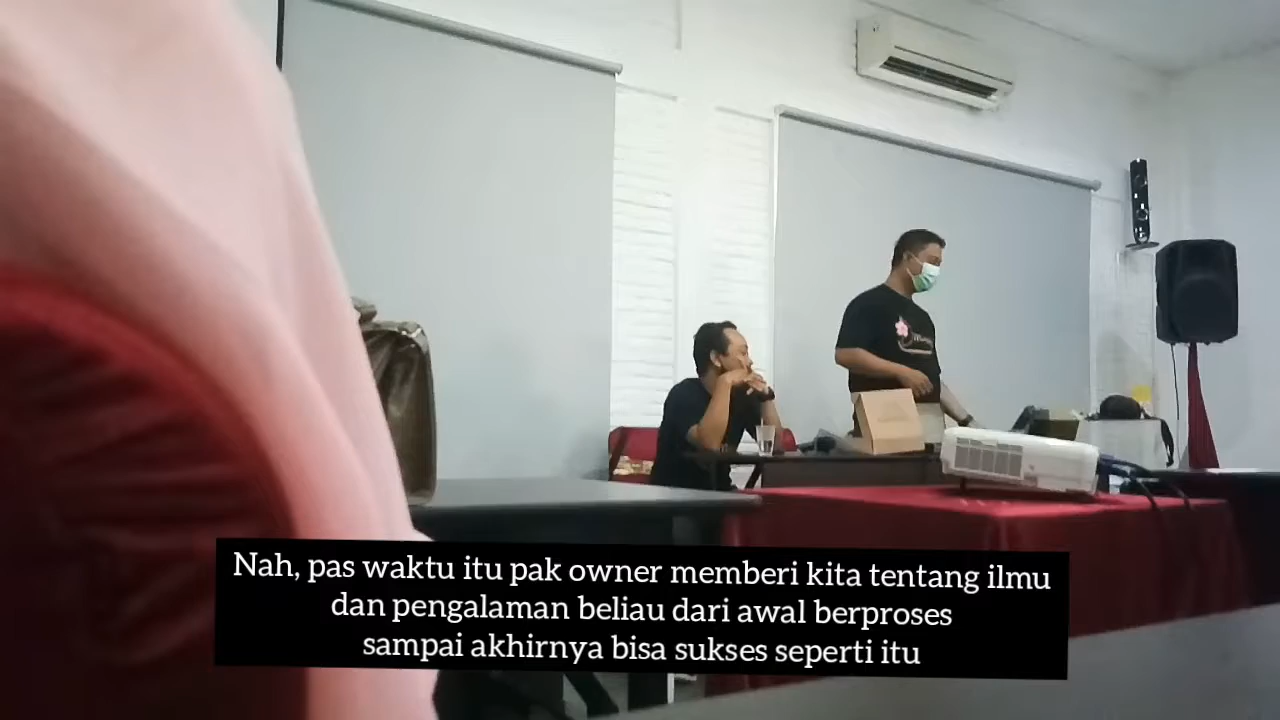 Nah, pas waktu itu pak owner memberi kita tentang ilmu
dan pengalaman beliau dari awal berproses
sampai akhirnya bisa sukses seperti itu